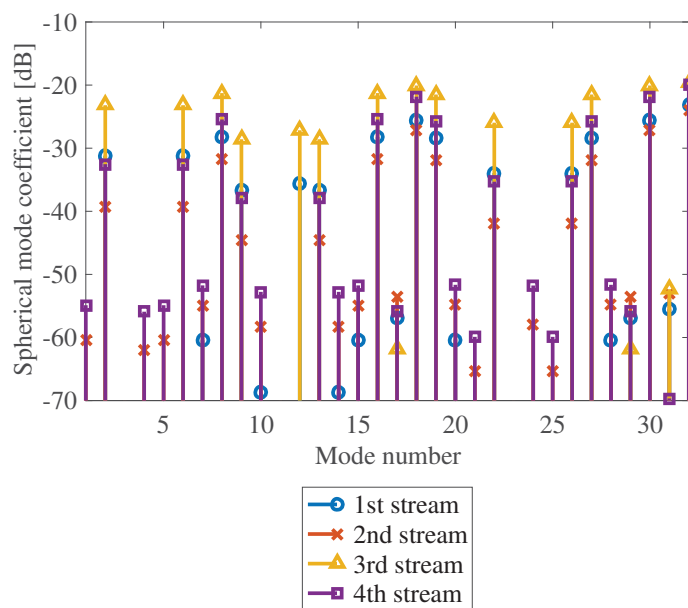 -10
-20
-30
-40
-50
-60
-70
Spherical mode coefficient [dB]
5 10 15 20 25 30
Mode number
1st stream
2nd stream
3rd stream
4th stream